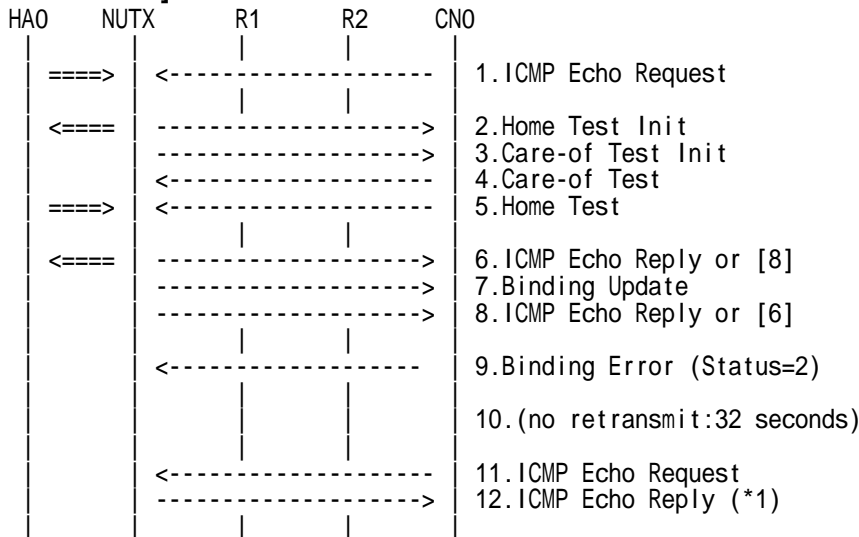 HA0 NUTX R1 R2 CN0
====> <--------------------- 1.ICMP Echo Request
<==== ---------------------> 2.Home Test Init
---------------------> 3.Care-of Test Init
<--------------------- 4.Care-of Test
====> <--------------------- 5.Home Test
<==== ---------------------> 6.ICMP Echo Reply or [8]
---------------------> 7.Binding Update
---------------------> 8.ICMP Echo Reply or [6]
<-------------------- 9.Binding Error (Status=2)
10.(no retransmit:32 seconds)
<--------------------- 11.ICMP Echo Request
---------------------> 12.ICMP Echo Reply (*1)